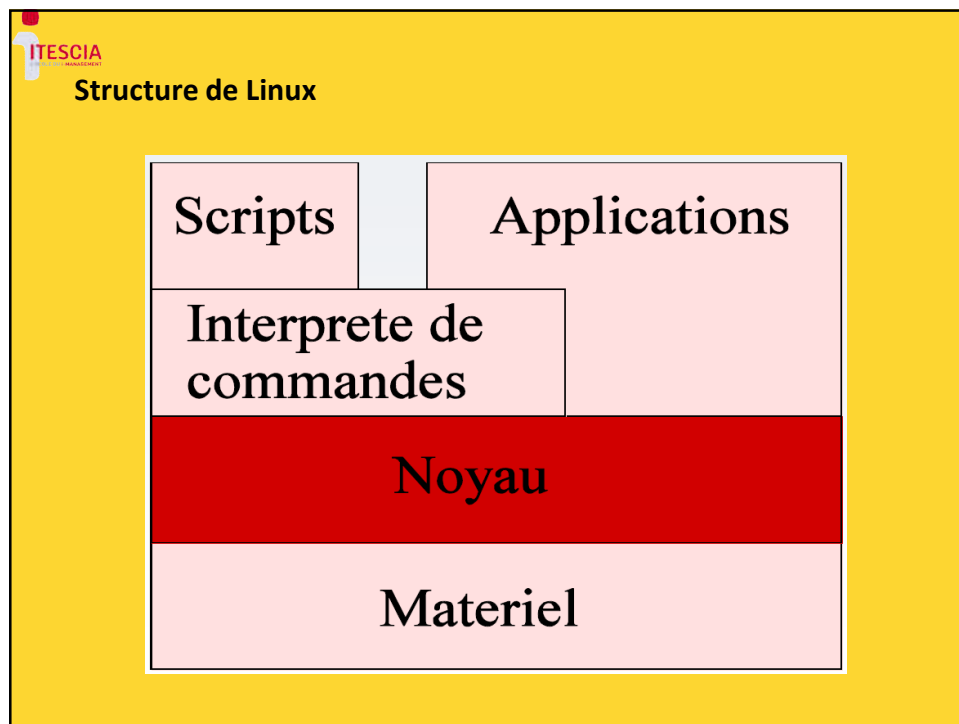 ITESCIA
Structure de Linux
Scripts
Applications
Interprete de
commandes
Noyau
Materiel